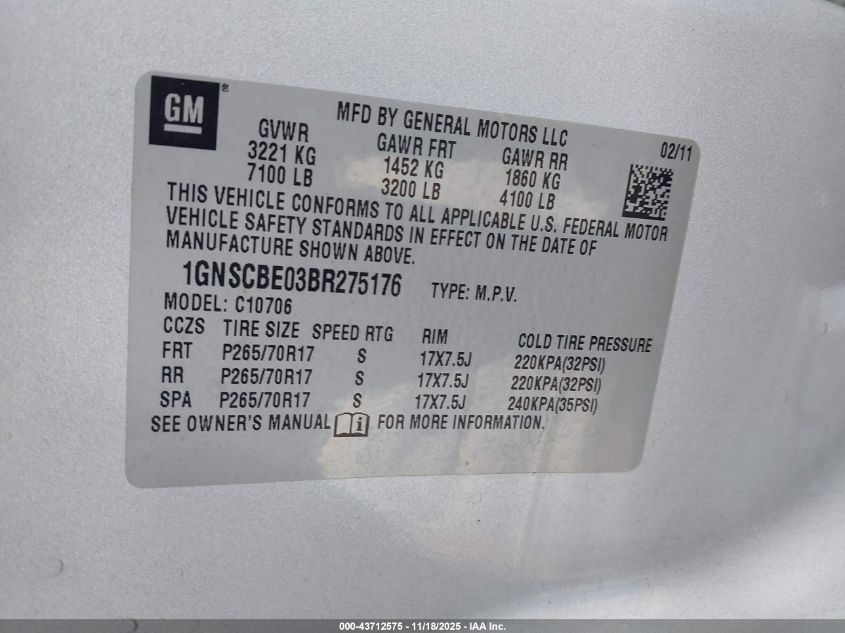 GM ®
MFD BY GENERAL MOTORS LLC
02/11
GVWR GAWR FRT GAWR RR
3221 KG 1452 KG 1860 KG
7100 LB 3200 LB 4100 LB
THIS VEHICLE CONFORMS TO ALL APPLICABLE U.S. FEDERAL MOTOR
VEHICLE SAFETY STANDARDS IN EFFECT ON THE DATE OF
MANUFACTURE SHOWN ABOVE.
1GNSCBE03BR275176 TYPE: M.P.V.
MODEL: C10706
CCZS TIRE SIZE SPEED RTG RIM COLD TIRE PRESSURE
FRT P265/70R17 S 17X7.5J 220KPA(32PSI)
RR P265/70R17 S 17X7.5J 220KPA(32PSI)
SPA P265/70R17 S 17X7.5J 240KPA(35PSI)
SEE OWNER'S MANUAL i FOR MORE INFORMATION.
000-43712575 - 11/18/2025 - IAA Inc.